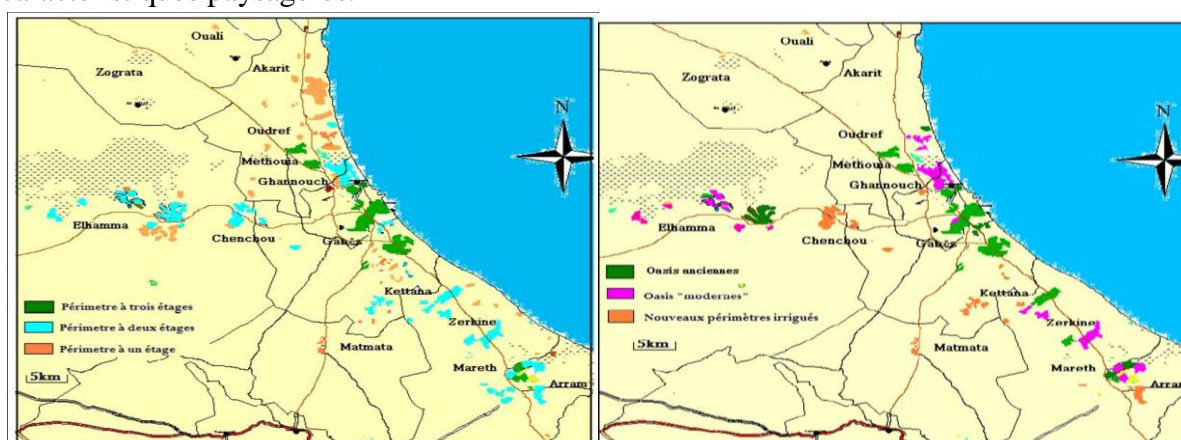 caractéristiques paysagères.
Ouali
Zograta
Akarit
N
Oudref
Méthouia
Ghannouch
Elhamma
Chenchou
Gabès
Périmetre à trois étages
Périmetre à deux étages
Périmetre à un étage
Kettana
Zerkine
Matmata
Mareth
Arram
5km
Ouali
Zograta
Akarit
N
Oudref
Méthouia
Ghannouch
Elhamma
Chenchou
Gabès
Oasis anciennes
Oasis "modernes"
Nouveaux périmètres irrigués
Kettana
Zerkine
Matmata
Mareth
Arram
5km